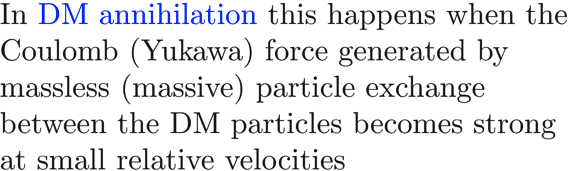 In DM annihilation this happens when the
Coulomb (Yukawa) force generated by
massless (massive) particle exchange
between the DM particles becomes strong
at small relative velocities